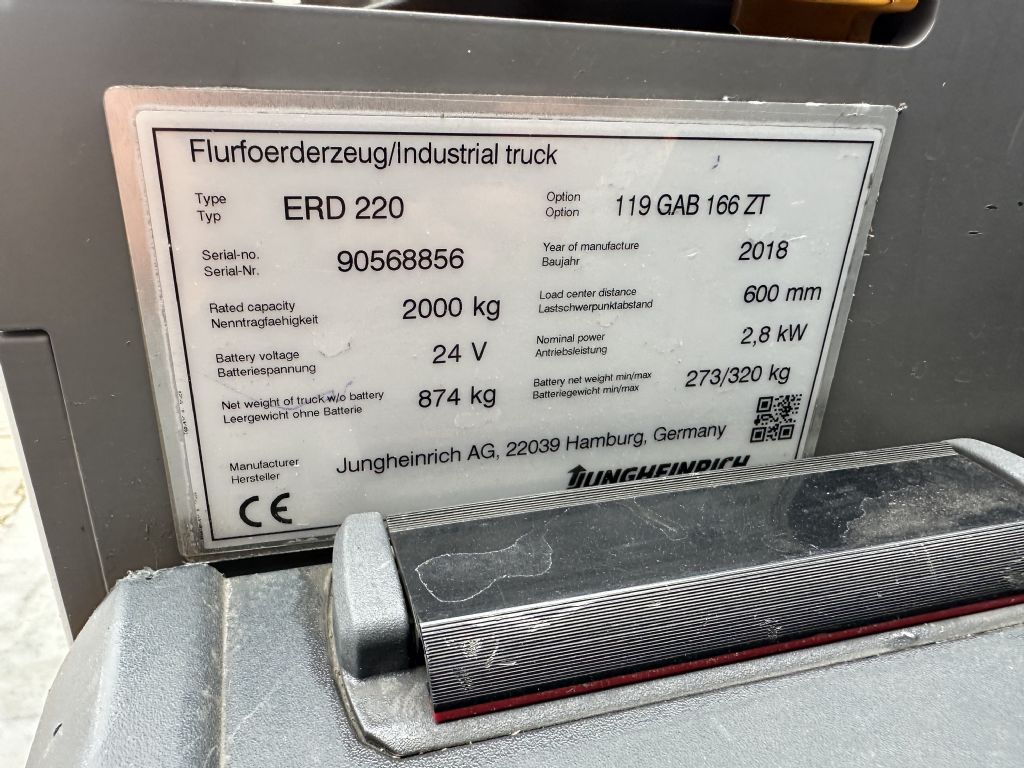 Flurfoerderzeug/Industrial truck
Type
Typ
ERD 220
Option
Option
119 GAB 166 ZT
Serial-no.
Serial-Nr.
90568856
Year of manufacture
Baujahr
2018
Rated capacity
Nenntragfaehigkeit
2000 kg
Load center distance
Lastschwerpunktabstand
600 mm
Battery voltage
Batteriespannung
24 V
Nominal power
Antriebsleistung
2,8 kW
Net weight of truck w/o battery
Leergewicht ohne Batterie
874 kg
Battery net weight min/max
Batteriegewicht min/max
273/320 kg
Manufacturer
Hersteller
Jungheinrich AG, 22039 Hamburg, Germany
JUNGHEINRICH
CE